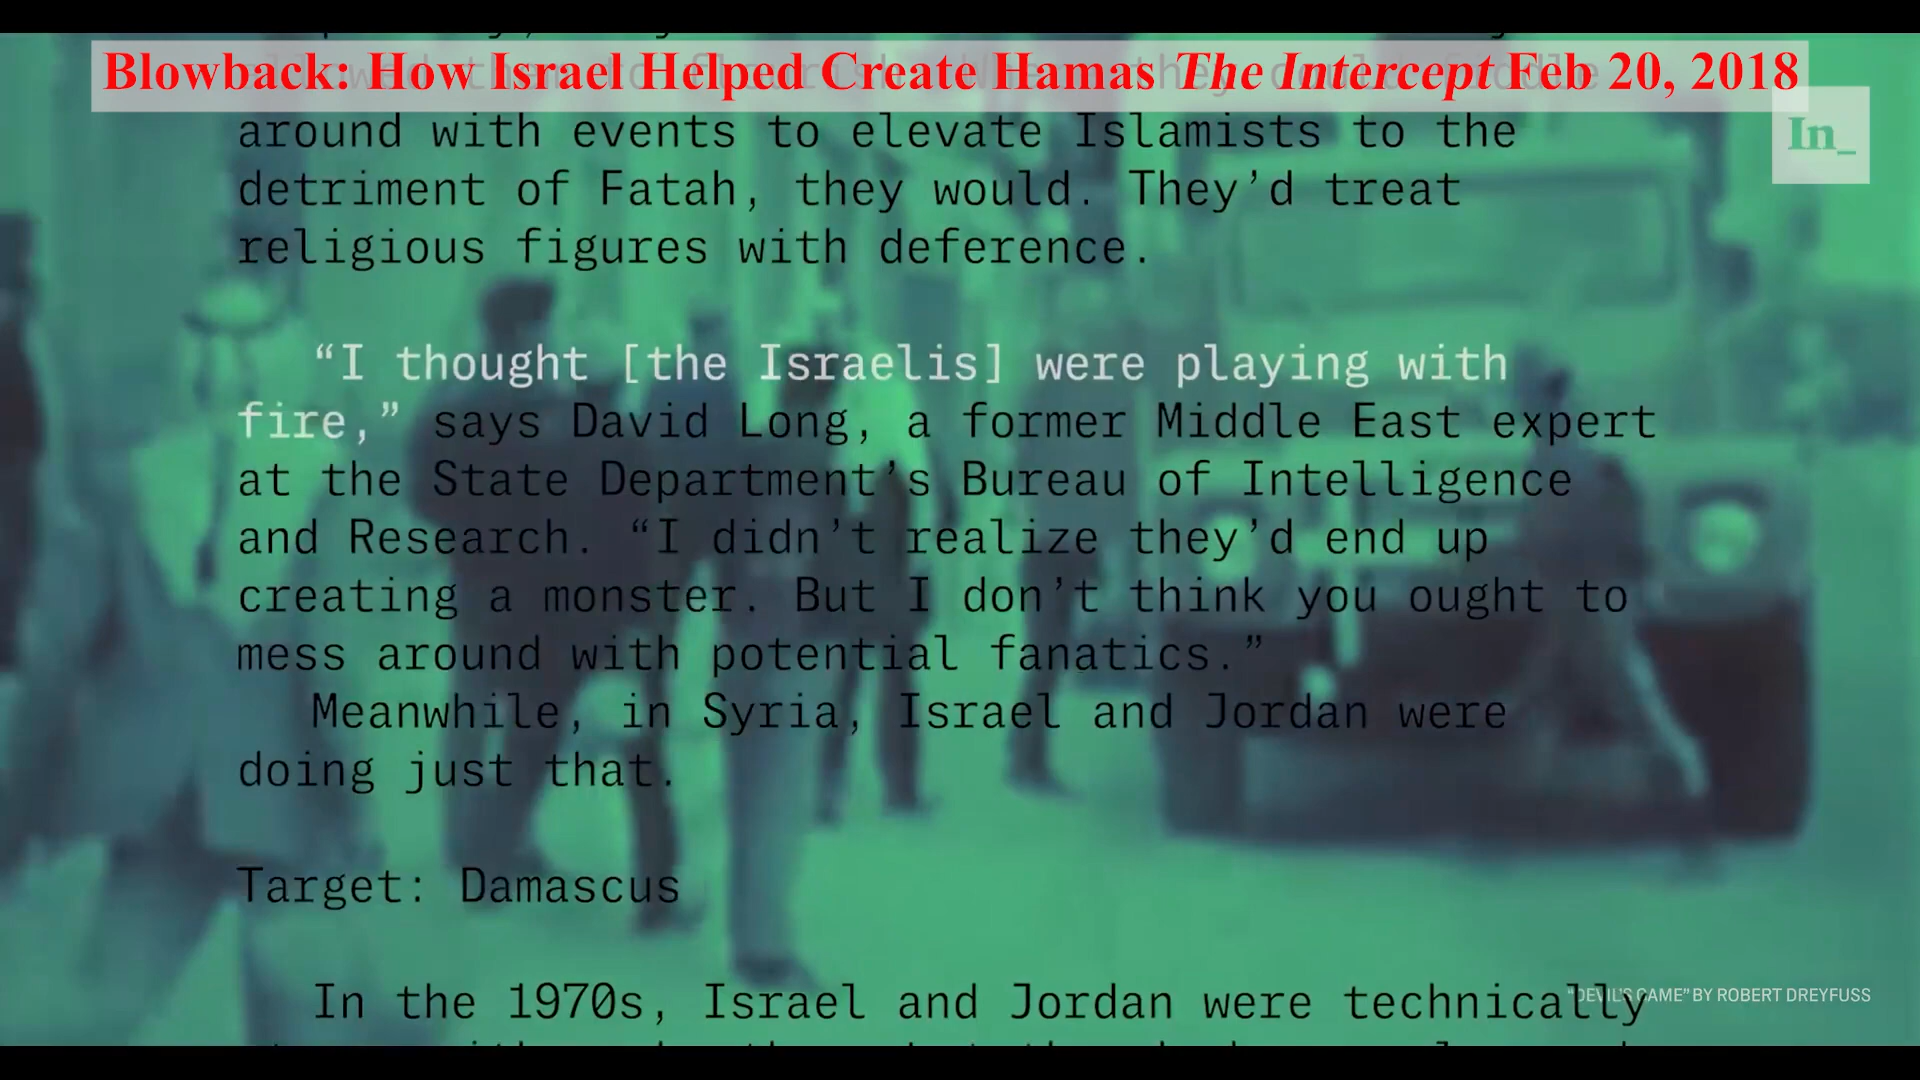 Blowback: How Israel Helped Create Hamas The Intercept Feb 20, 2018
In_
around with events to elevate Islamists to the
detriment of Fatah, they would. They’d treat
religious figures with deference.
“I thought [the Israelis] were playing with
fire,” says David Long, a former Middle East expert
at the State Department’s Bureau of Intelligence
and Research. “I didn’t realize they’d end up
creating a monster. But I don’t think you ought to
mess around with potential fanatics.”
Meanwhile, in Syria, Israel and Jordan were
doing just that.
Target: Damascus
In the 1970s, Israel and Jordan were technically
“DEVIL’S GAME” BY ROBERT DREYFUSS